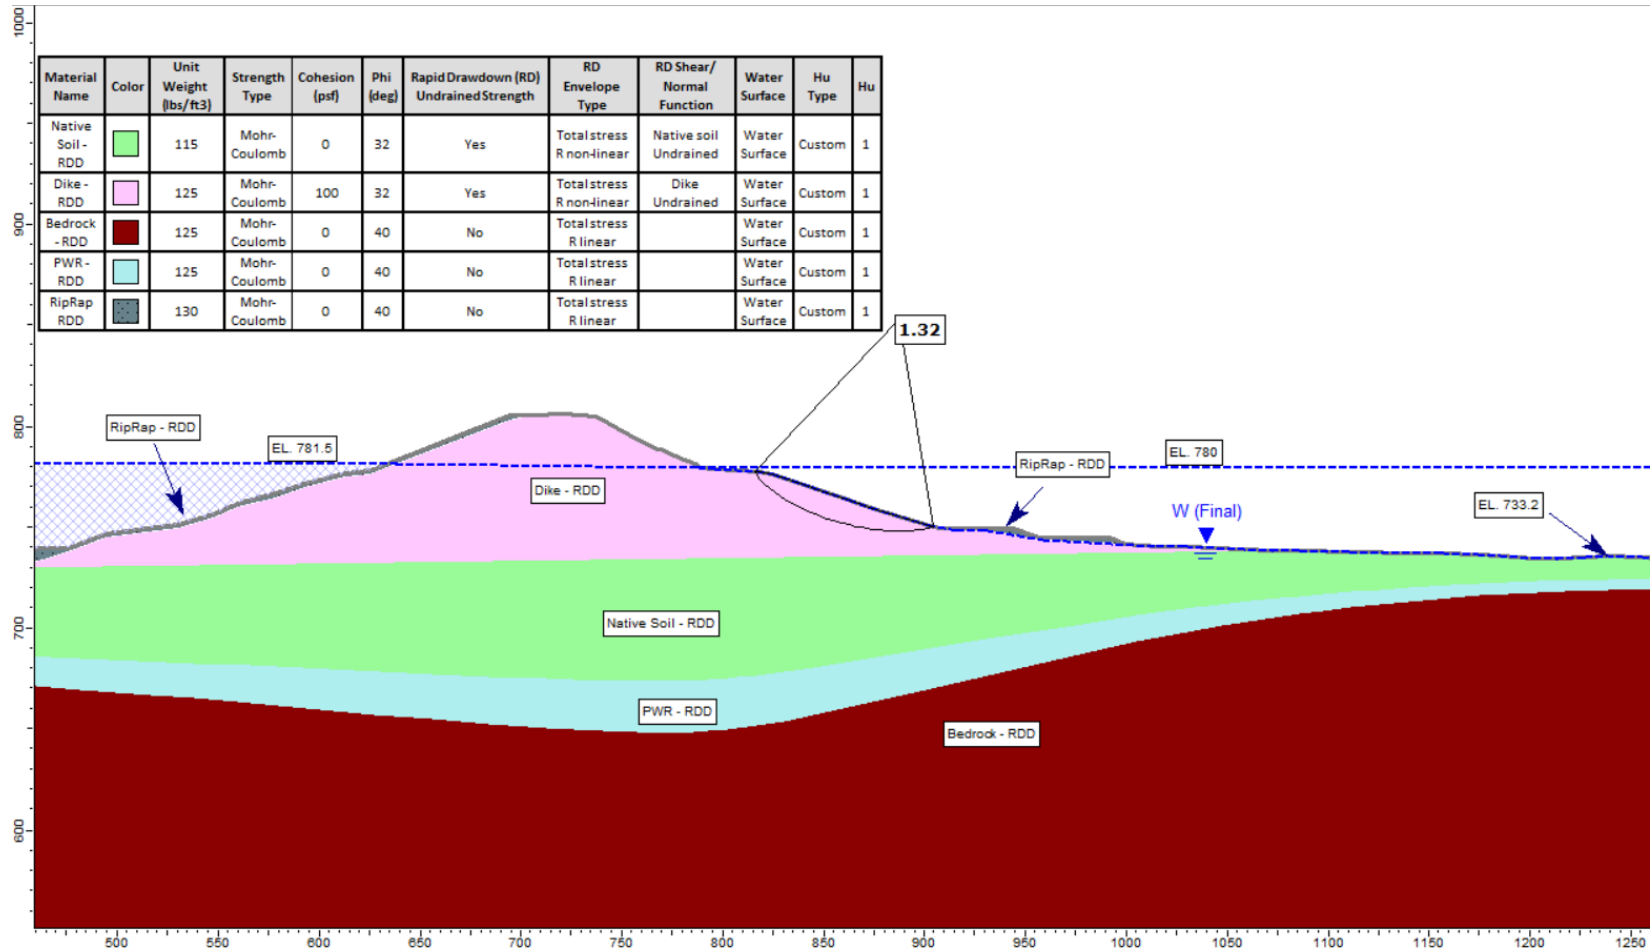 1000
900
800
700
600
Material Name Color Unit Weight (lbs/ft3) Strength Type Cohesion (psf) Phi (deg) Rapid Drawdown (RD) Undrained Strength RD Envelope Type RD Shear/ Normal Function Water Surface Hu Type Hu
Native Soil - RDD 115 Mohr-Coulomb 0 32 Yes Total stress R non-linear Native soil Undrained Water Surface Custom 1
Dike - RDD 125 Mohr-Coulomb 100 32 Yes Total stress R non-linear Dike Undrained Water Surface Custom 1
Bedrock - RDD 125 Mohr-Coulomb 0 40 No Total stress R linear Water Surface Custom 1
PWR - RDD 125 Mohr-Coulomb 0 40 No Total stress R linear Water Surface Custom 1
RipRap RDD 130 Mohr-Coulomb 0 40 No Total stress R linear Water Surface Custom 1
1.32
RipRap - RDD
EL. 781.5
EL. 780
RipRap - RDD
Dike - RDD
W (Final)
EL. 733.2
Native Soil - RDD
PWR - RDD
Bedrock - RDD
500 550 600 650 700 750 800 850 900 950 1000 1050 1100 1150 1200 1250